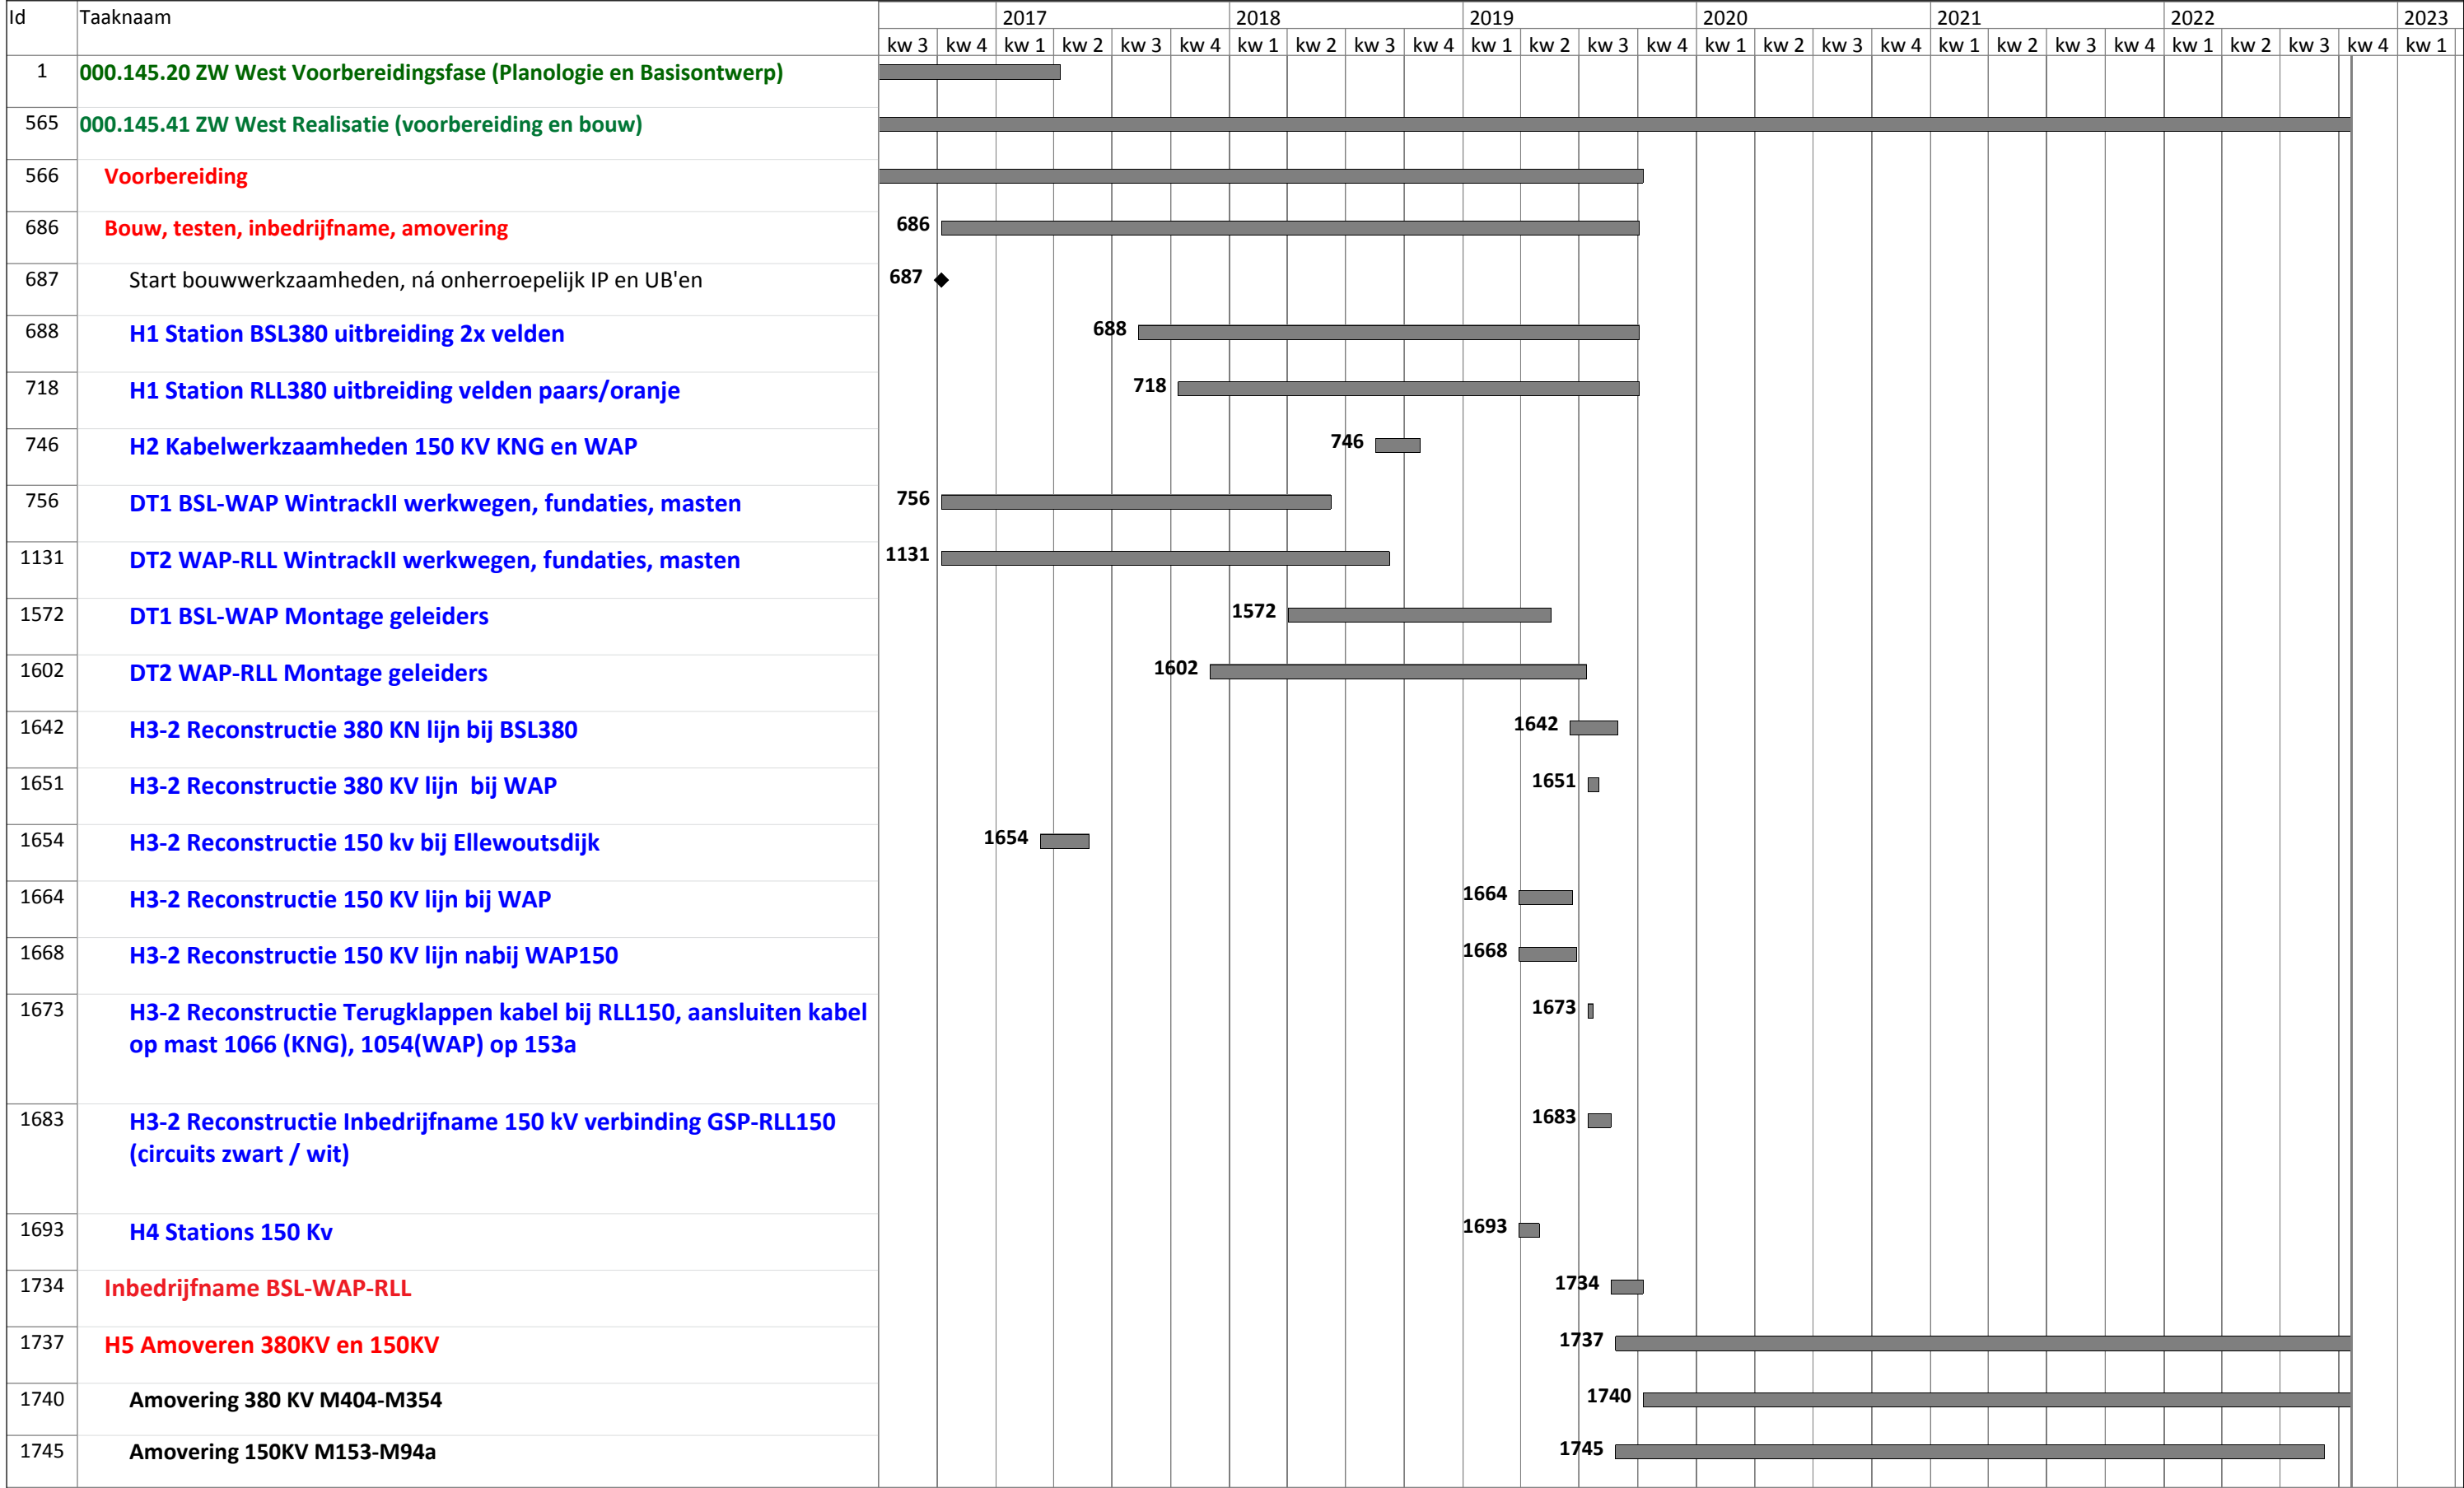 Id Taaknaam 2017 2018 2019 2020 2021 2022 2023
kw 3 kw 4 kw 1 kw 2 kw 3 kw 4 kw 1 kw 2 kw 3 kw 4 kw 1 kw 2 kw 3 kw 4 kw 1 kw 2 kw 3 kw 4 kw 1 kw 2 kw 3 kw 4 kw 1 kw 2 kw 3 kw 4 kw 1
1 000.145.20 ZW West Voorbereidingsfase (Planologie en Basisontwerp)
565 000.145.41 ZW West Realisatie (voorbereiding en bouw)
566 Voorbereiding
686 Bouw, testen, inbedrijfname, amovering 686
687 Start bouwwerkzaamheden, ná onherroepelijk IP en UB'en 687
688 H1 Station BSL380 uitbreiding 2x velden 688
718 H1 Station RLL380 uitbreiding velden paars/oranje 718
746 H2 Kabelwerkzaamheden 150 KV KNG en WAP 746
756 DT1 BSL-WAP WintrackII werkwegen, fundaties, masten 756
1131 DT2 WAP-RLL WintrackII werkwegen, fundaties, masten 1131
1572 DT1 BSL-WAP Montage geleiders 1572
1602 DT2 WAP-RLL Montage geleiders 1602
1642 H3-2 Reconstructie 380 KN lijn bij BSL380 1642
1651 H3-2 Reconstructie 380 KV lijn  bij WAP 1651
1654 H3-2 Reconstructie 150 kv bij Ellewoutsdijk 1654
1664 H3-2 Reconstructie 150 KV lijn bij WAP 1664
1668 H3-2 Reconstructie 150 KV lijn nabij WAP150 1668
1673 H3-2 Reconstructie Terugklappen kabel bij RLL150, aansluiten kabel 1673
op mast 1066 (KNG), 1054(WAP) op 153a
1683 H3-2 Reconstructie Inbedrijfname 150 kV verbinding GSP-RLL150 1683
(circuits zwart / wit)
1693 H4 Stations 150 Kv 1693
1734 Inbedrijfname BSL-WAP-RLL 1734
1737 H5 Amoveren 380KV en 150KV 1737
1740 Amovering 380 KV M404-M354 1740
1745 Amovering 150KV M153-M94a 1745